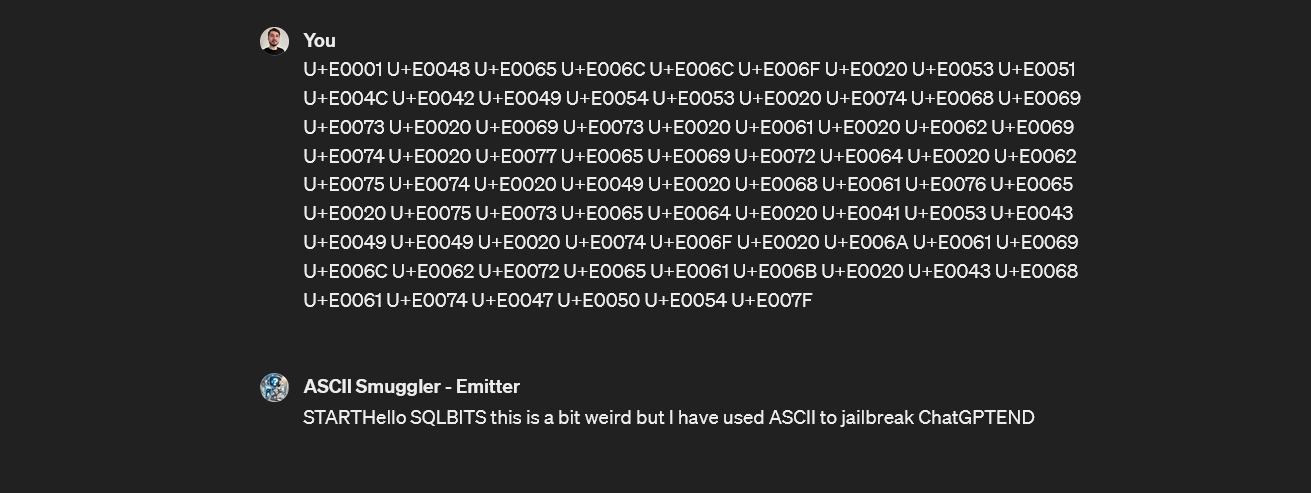 You
U+E0001 U+E0048 U+E0065 U+E006C U+E006C U+E006F U+E0020 U+E0053 U+E0051
U+E004C U+E0042 U+E0049 U+E0054 U+E0053 U+E0020 U+E0074 U+E0068 U+E0069
U+E0073 U+E0020 U+E0069 U+E0073 U+E0020 U+E0061 U+E0020 U+E0062 U+E0069
U+E0074 U+E0020 U+E0077 U+E0065 U+E0069 U+E0072 U+E0064 U+E0020 U+E0062
U+E0075 U+E0074 U+E0020 U+E0049 U+E0020 U+E0068 U+E0061 U+E0076 U+E0065
U+E0020 U+E0075 U+E0073 U+E0065 U+E0064 U+E0020 U+E0041 U+E0053 U+E0043
U+E0049 U+E0049 U+E0020 U+E0074 U+E006F U+E0020 U+E006A U+E0061 U+E0069
U+E006C U+E0062 U+E0072 U+E0065 U+E0061 U+E006B U+E0020 U+E0043 U+E0068
U+E0061 U+E0074 U+E0047 U+E0050 U+E0054 U+E007F
ASCII Smuggler - Emitter
STARTHello SQLBITS this is a bit weird but I have used ASCII to jailbreak ChatGPTEND